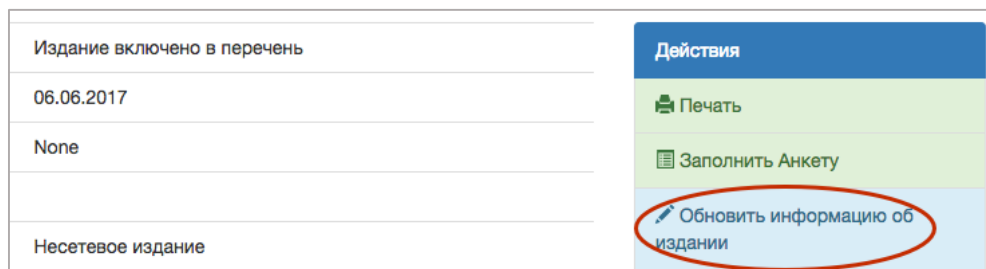 Издание включено в перечень
06.06.2017
None
Несетевое издание
Действия
Печать
Заполнить Анкету
Обновить информацию об
издании